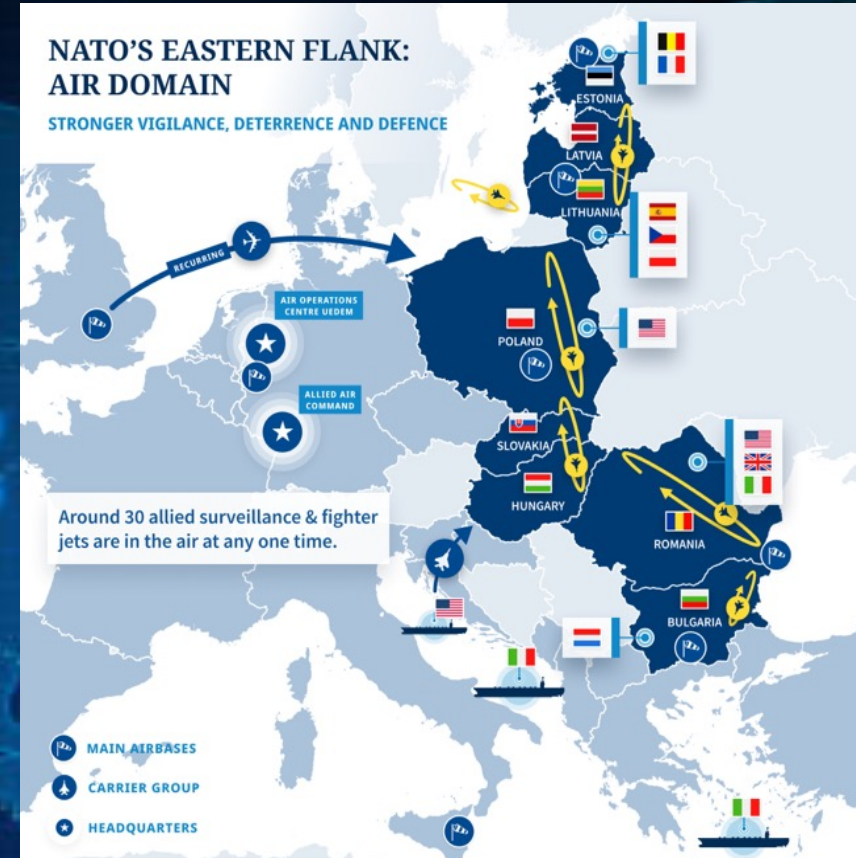 NATO'S EASTERN FLANK:
AIR DOMAIN
STRONGER VIGILANCE, DETERRENCE AND DEFENCE
ESTONIA
LATVIA
LITHUANIA
RECURRING
AIR OPERATIONS
CENTRE UEDEM
POLAND
ALLIED AIR
COMMAND
SLOVAKIA
HUNGARY
Around 30 allied surveillance & fighter
jets are in the air at any one time.
ROMANIA
BULGARIA
MAIN AIRBASES
CARRIER GROUP
HEADQUARTERS